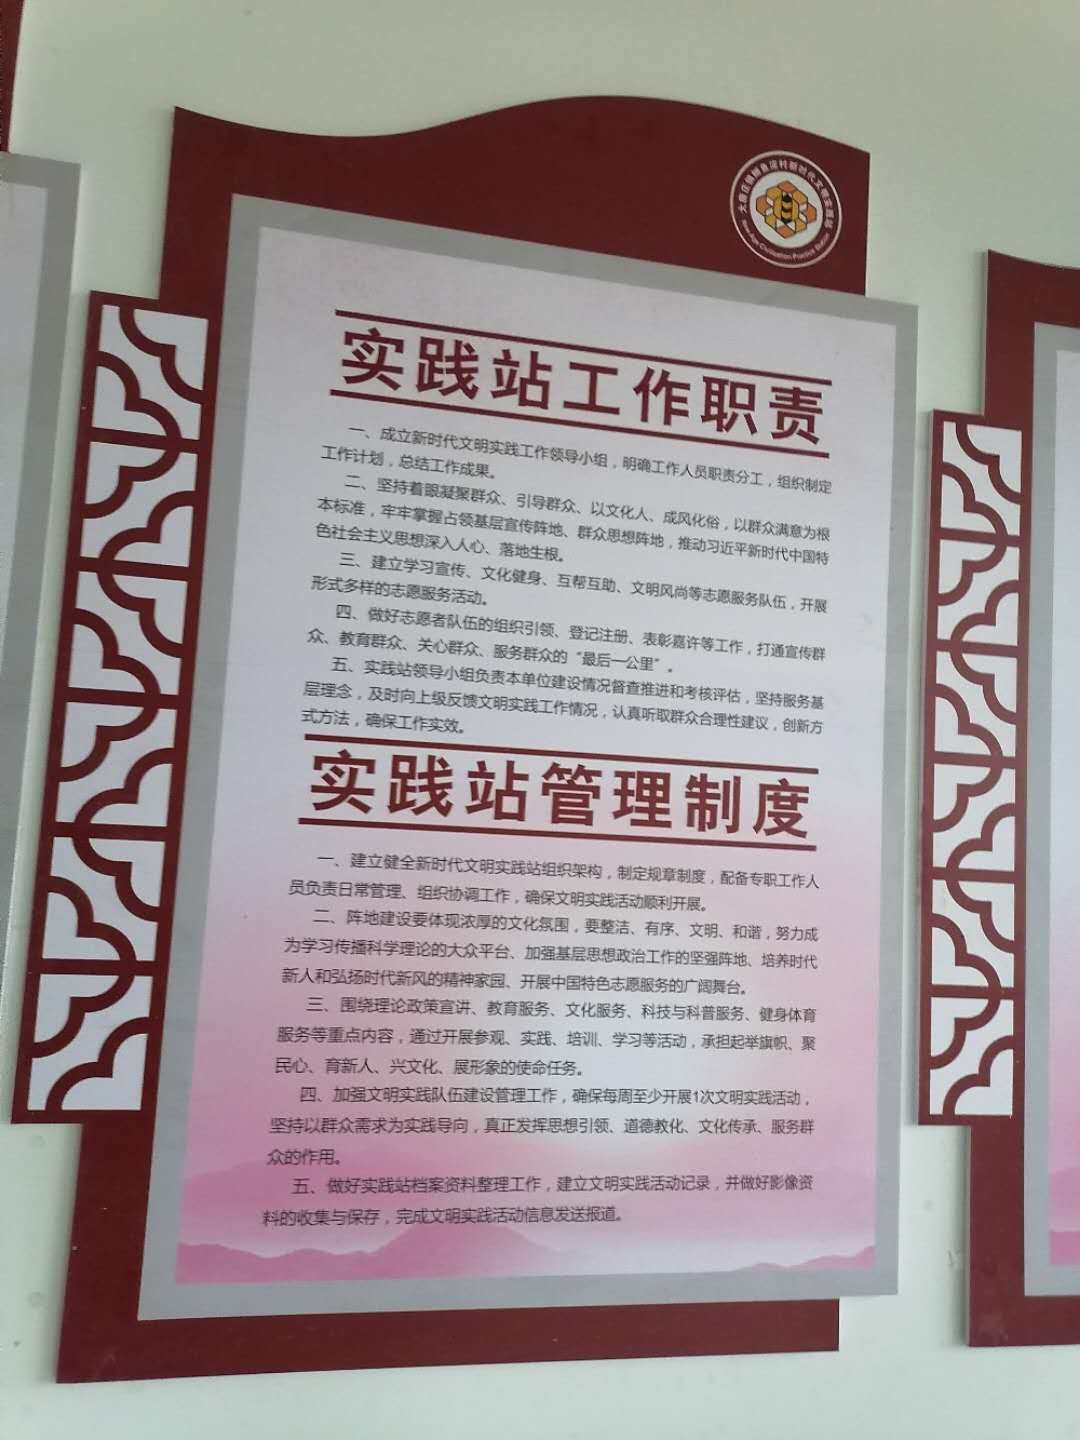 New Age Civilization Practice Station
实践站工作职责
一、成立新时代文明实践工作领导小组，明确工作人员职责分工，组织制定
工作计划，总结工作成果。
二、坚持着眼凝聚群众、引导群众、以文化人、成风化俗，以群众满意为根
本标准，牢牢掌握占领基层宣传阵地、群众思想阵地，推动习近平新时代中国特
色社会主义思想深入人心、落地生根。
三、建立学习宣传、文化健身、互帮互助、文明风尚等志愿服务队伍，开展
形式多样的志愿服务活动。
四、做好志愿者队伍的组织引领、登记注册、表彰嘉许等工作，打通宣传群
众、教育群众、关心群众、服务群众的“最后一公里”。
五、实践站领导小组负责本单位建设情况督查推进和考核评估，坚持服务基
层理念，及时向上级反馈文明实践工作情况，认真听取群众合理性建议，创新方
式方法，确保工作实效。
实践站管理制度
一、建立健全新时代文明实践站组织架构，制定规章制度，配备专职工作人
员负责日常管理、组织协调工作，确保文明实践活动顺利开展。
二、阵地建设要体现浓厚的文化氛围，要整洁、有序、文明、和谐，努力成
为学习传播科学理论的大众平台、加强基层思想政治工作的坚强阵地、培养时代
新人和弘扬时代新风的精神家园、开展中国特色志愿服务的广阔舞台。
三、围绕理论政策宣讲、教育服务、文化服务、科技与科普服务、健身体育
服务等重点内容，通过开展参观、实践、培训、学习等活动，承担起举旗帜、聚
民心、育新人、兴文化、展形象的使命任务。
四、加强文明实践队伍建设管理工作，确保每周至少开展1次文明实践活动，
坚持以群众需求为实践导向，真正发挥思想引领、道德教化、文化传承、服务群
众的作用。
五、做好实践站档案资料整理工作，建立文明实践活动记录，并做好影像资
料的收集与保存，完成文明实践活动信息发送报道。